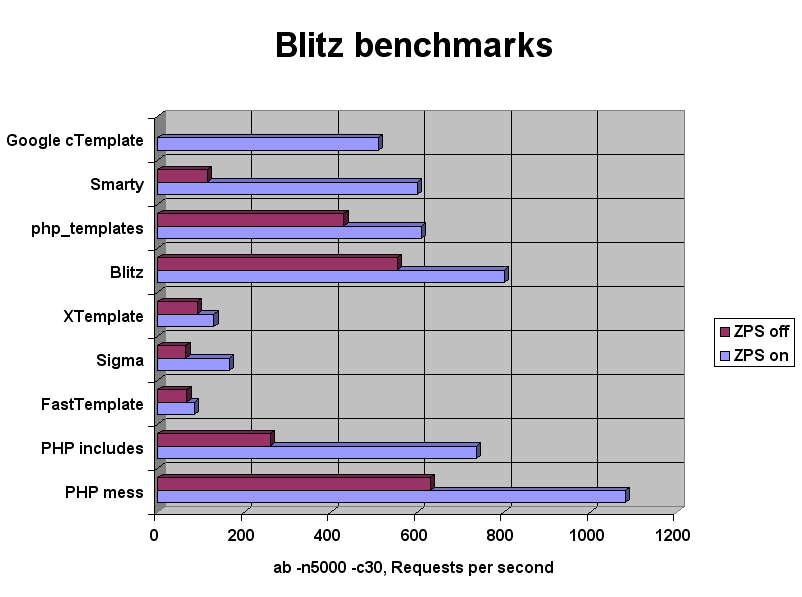 Blitz benchmarks
Google cTemplate
Smarty
php_templates
Blitz
XTemplate
Sigma
FastTemplate
PHP includes
PHP mess
0 200 400 600 800 1000 1200
ab -n5000 -c30, Requests per second
ZPS off
ZPS on